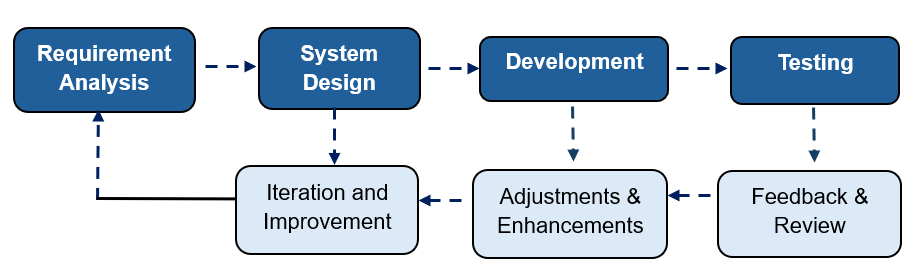 Requirement
Analysis
System
Design
Development
Testing
Iteration and
Improvement
Adjustments &
Enhancements
Feedback &
Review